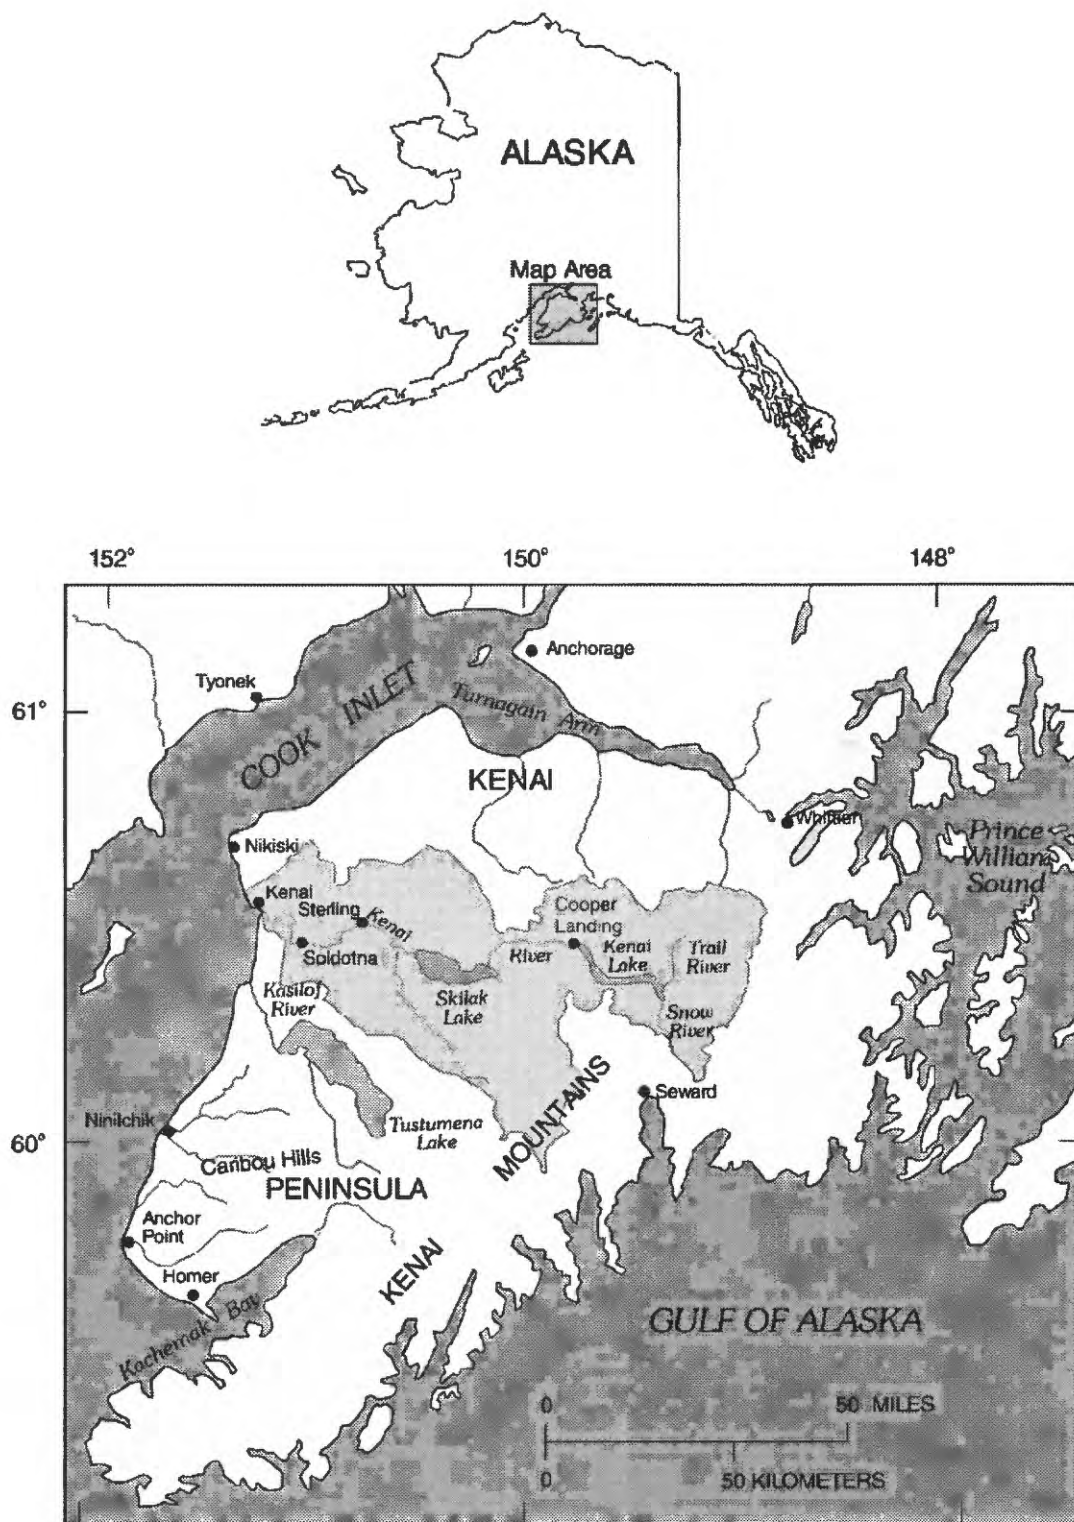 ALASKA
Map Area
152°
150°
148°
61°
60°
Anchorage
Tyonek
COOK INLET
Turnagain Arm
KENAI
Nikiski
Whittier
Prince
William
Sound
Kenai
Sterling
Kenai
Soldotna
Cooper
Landing
River
Kenai
Lake
Trail
River
Kasilof
River
Skilak
Lake
Snow
River
MOUNTAINS
Seward
Ninilchik
Tustumena
Lake
Caribou Hills
PENINSULA
Anchor
Point
KENAI
Homer
Kachemak Bay
GULF OF ALASKA
0
50 MILES
0
50 KILOMETERS